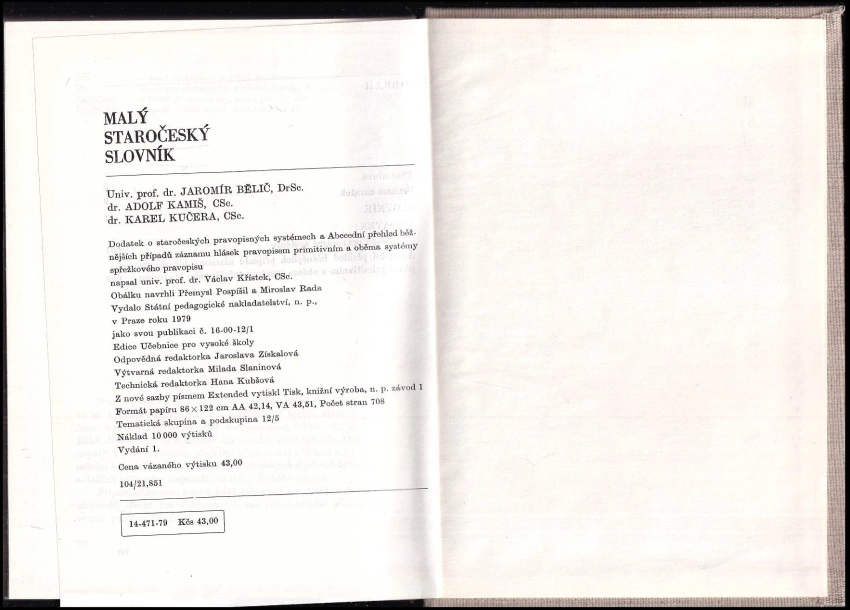 MALÝ
STAROČESKÝ
SLOVNÍK
Univ. prof. dr. JAROMÍR BĚLIČ, DrSc.
dr. ADOLF KAMIŠ, CSc.
dr. KAREL KUČERA, CSc.
Dodatek o staročeských pravopisných systémech a Abecední přehled běž-
nějších případů záznamu hlásek pravopisem primitivním a oběma systémy
spřežkového pravopisu
napsal univ. prof. dr. Václav Křístek, CSc.
Obálku navrhli Přemysl Pospíšil a Miroslav Rada
Vydalo Státní pedagogické nakladatelství, n. p.,
v Praze roku 1979
jako svou publikaci č. 16-00-12/1
Edice Učebnice pro vysoké školy
Odpovědná redaktorka Jaroslava Získalová
Výtvarná redaktorka Milada Slaninová
Technická redaktorka Hana Kubšová
Z nové sazby písmem Extended vytiskl Tisk, knižní výroba, n. p. závod 1
Formát papíru 86 × 122 cm AA 42,14, VA 43,51, Počet stran 708
Tematická skupina a podskupina 12/5
Náklad 10 000 výtisků
Vydání 1.
Cena vázaného výtisku 43,00
104/21,851
14-471-79 Kčs 43,00